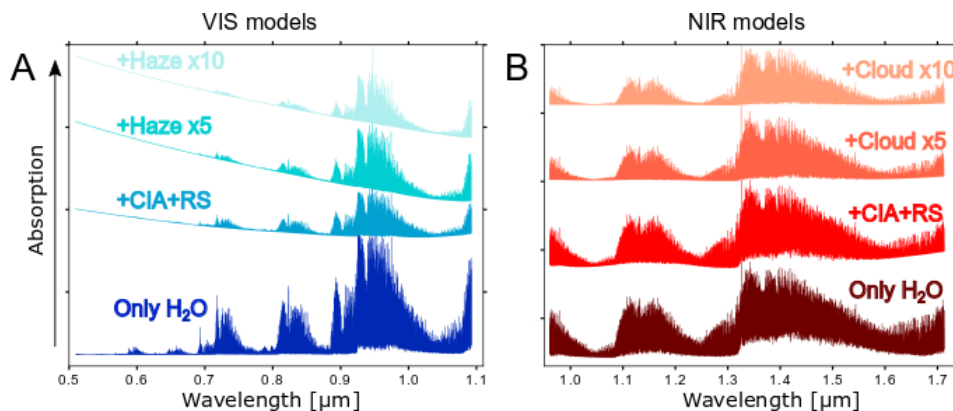 VIS models
A
+Haze x10
+Haze x5
+CIA+RS
Only H₂O
Absorption
0.5 0.6 0.7 0.8 0.9 1.0 1.1
Wavelength [μm]
NIR models
B
+Cloud x10
+Cloud x5
+CIA+RS
Only H₂O
1.0 1.1 1.2 1.3 1.4 1.5 1.6 1.7
Wavelength [μm]